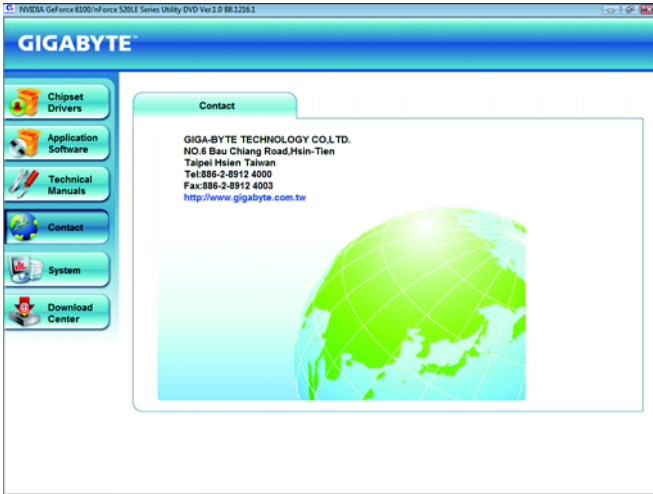 NVIDIA GeForce 6100/nForce 520LE Series Utility DVD Ver.1.0 B8.1216.1
GIGABYTE™
Chipset
Drivers
Application
Software
Technical
Manuals
Contact
System
Download
Center
Contact
GIGA-BYTE TECHNOLOGY CO,LTD.
NO.6 Bau Chiang Road,Hsin-Tien
Taipei Hsien Taiwan
Tel:886-2-8912 4000
Fax:886-2-8912 4003
http://www.gigabyte.com.tw